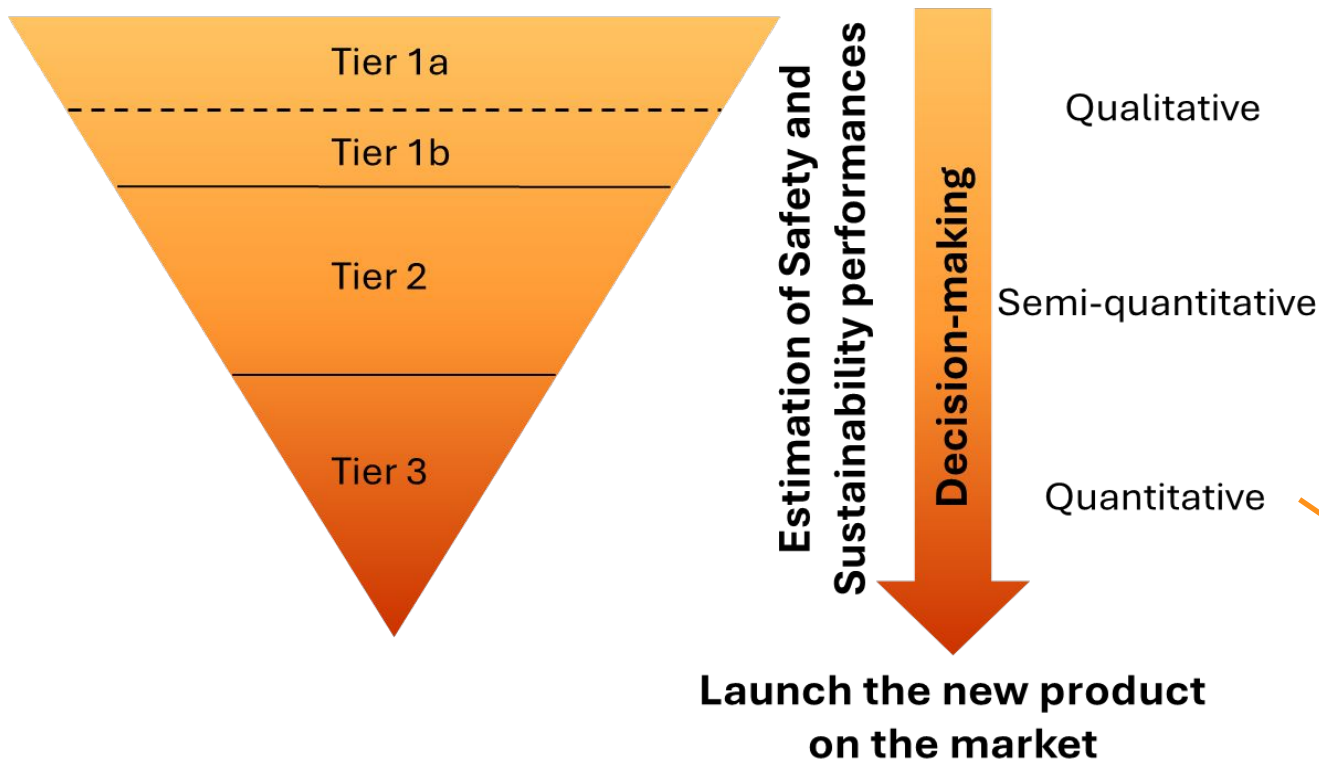 Tier 1a
Tier 1b
Tier 2
Tier 3
Estimation of Safety and
Sustainability performances
Decision-making
Qualitative
Semi-quantitative
Quantitative
Launch the new product
on the market